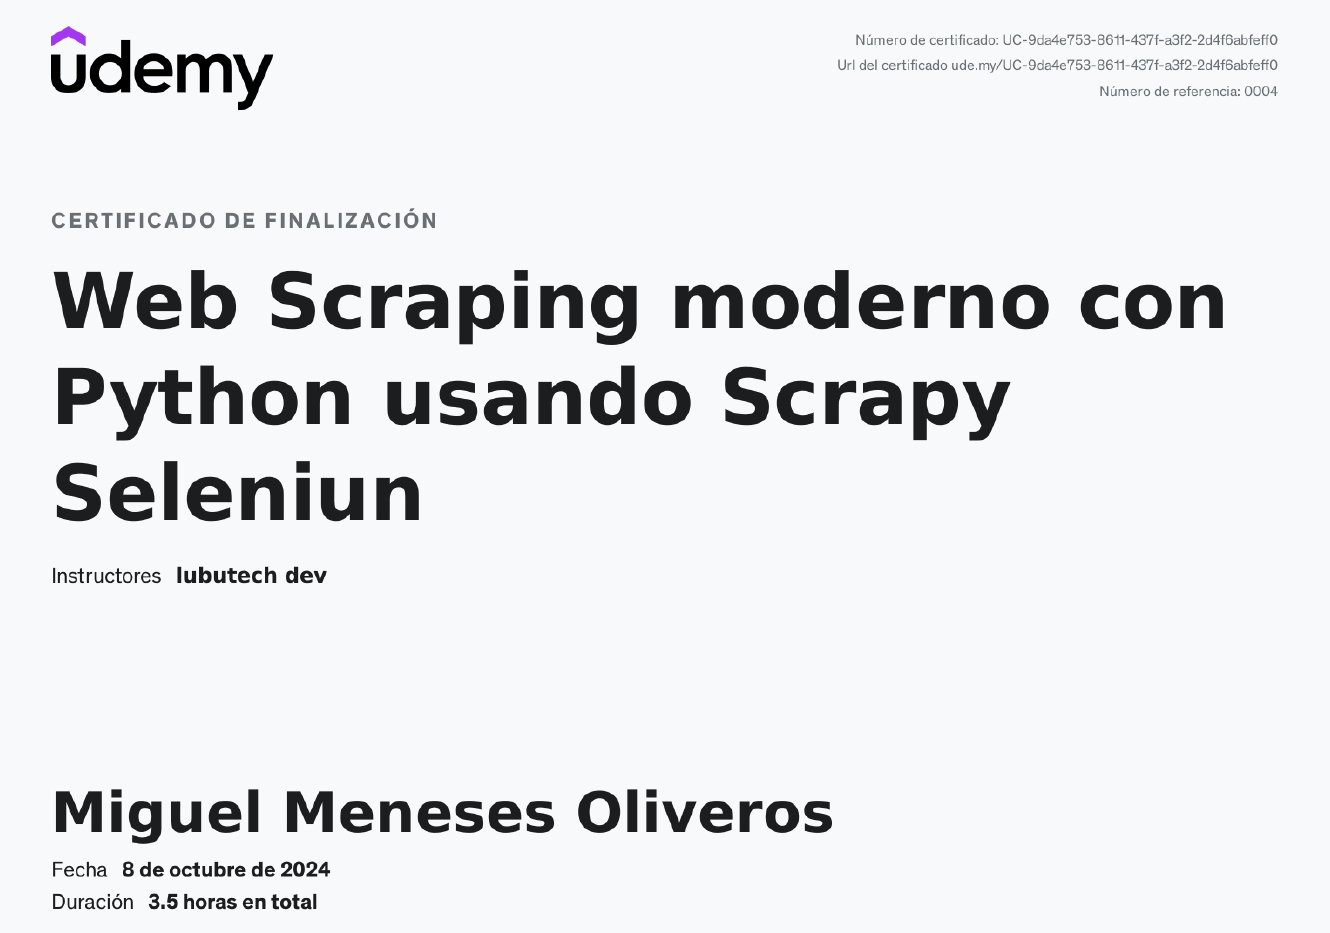 udemy
Número de certificado: UC-9da4e753-8611-437f-a3f2-2d4f6abfeff0
Url del certificado ude.my/UC-9da4e753-8611-437f-a3f2-2d4f6abfeff0
Número de referencia: 0004
CERTIFICADO DE FINALIZACIÓN
Web Scraping moderno con
Python usando Scrapy
Seleniun
Instructores lubutech dev
Miguel Meneses Oliveros
Fecha 8 de octubre de 2024
Duración 3.5 horas en total